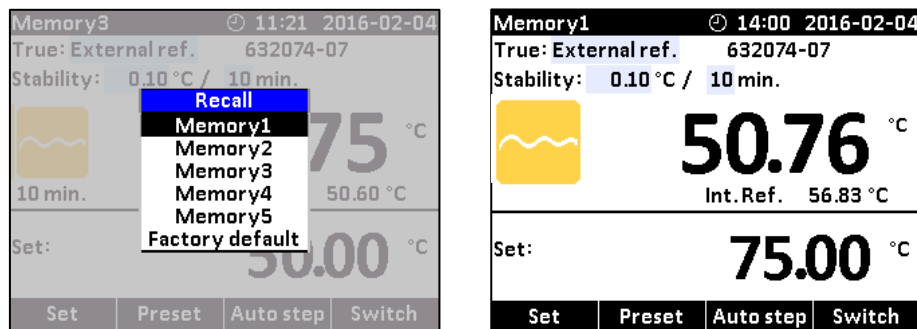 Memory3 11:21 2016-02-04
True: External ref. 632074-07
Stability: 0.10 °C / 10 min.
Recall
Memory1
Memory2
Memory3
Memory4
Memory5
Factory default
75 °C
10 min. 50.60 °C
Set: 50.00 °C
Set Preset Auto step Switch
Memory1 14:00 2016-02-04
True: External ref. 632074-07
Stability: 0.10 °C / 10 min.
50.76 °C
Int. Ref. 56.83 °C
Set: 75.00 °C
Set Preset Auto step Switch